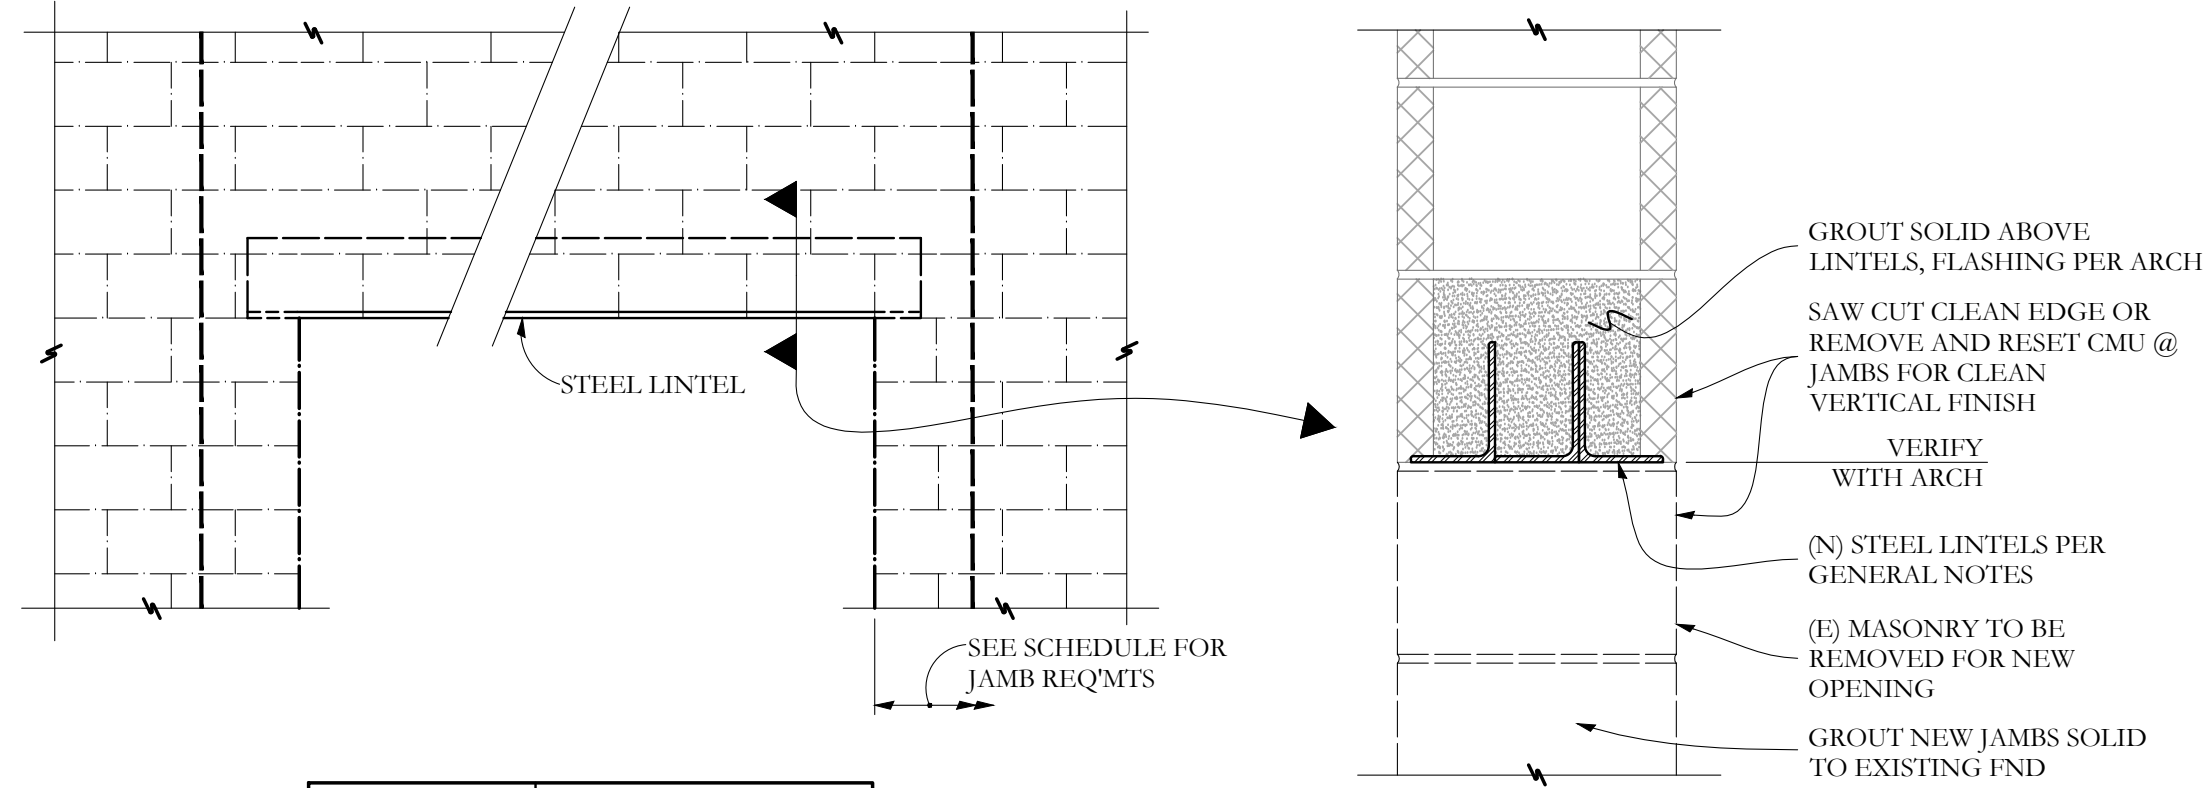 STEEL LINTEL
SEE SCHEDULE FOR
JAMB REQ'MTS
GROUT SOLID ABOVE
LINTELS, FLASHING PER ARCH
SAW CUT CLEAN EDGE OR
REMOVE AND RESET CMU @
JAMBS FOR CLEAN
VERTICAL FINISH
VERIFY
WITH ARCH
(N) STEEL LINTELS PER
GENERAL NOTES
(E) MASONRY TO BE
REMOVED FOR NEW
OPENING
GROUT NEW JAMBS SOLID
TO EXISTING FND